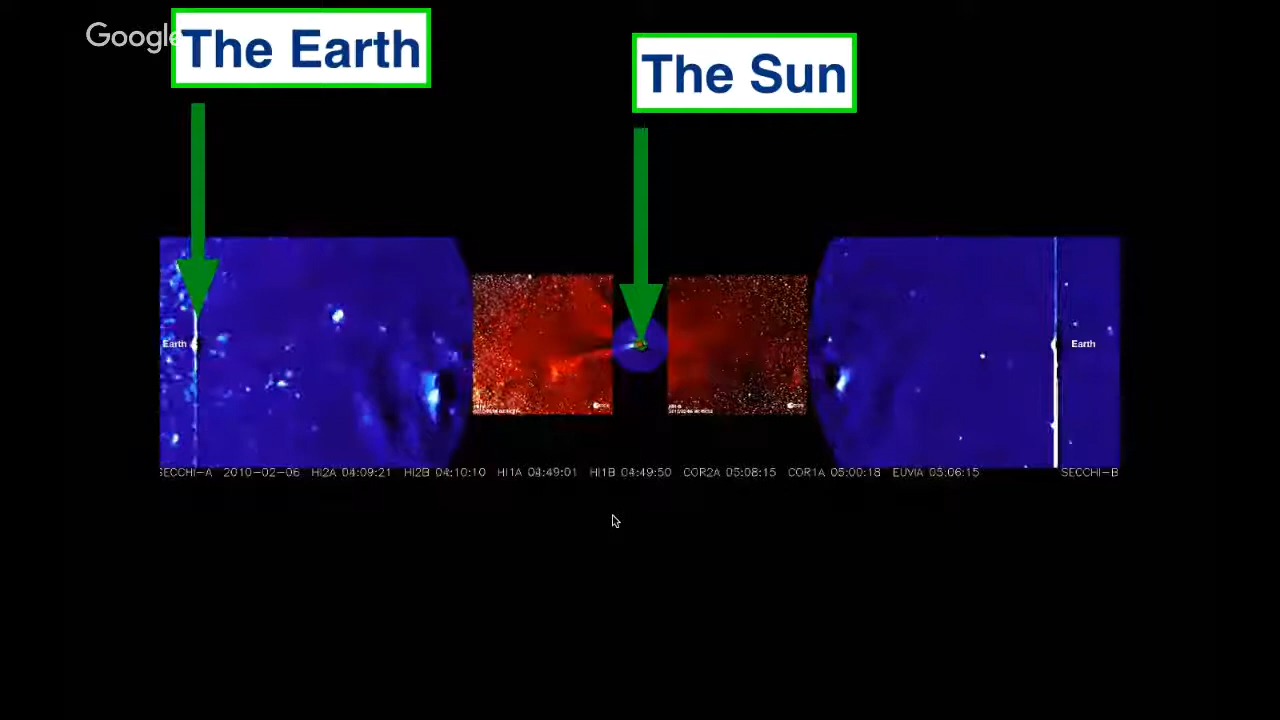 Google
The Earth
The Sun
Earth
Earth
SECCHI-A 2010-02-06 HI2A 04:09:21 HI2B 04:10:10 HI1A 04:49:01 HI1B 04:49:50 COR2A 05:08:15 COR1A 05:00:18 EUVIA 05:06:15 SECCHI-B